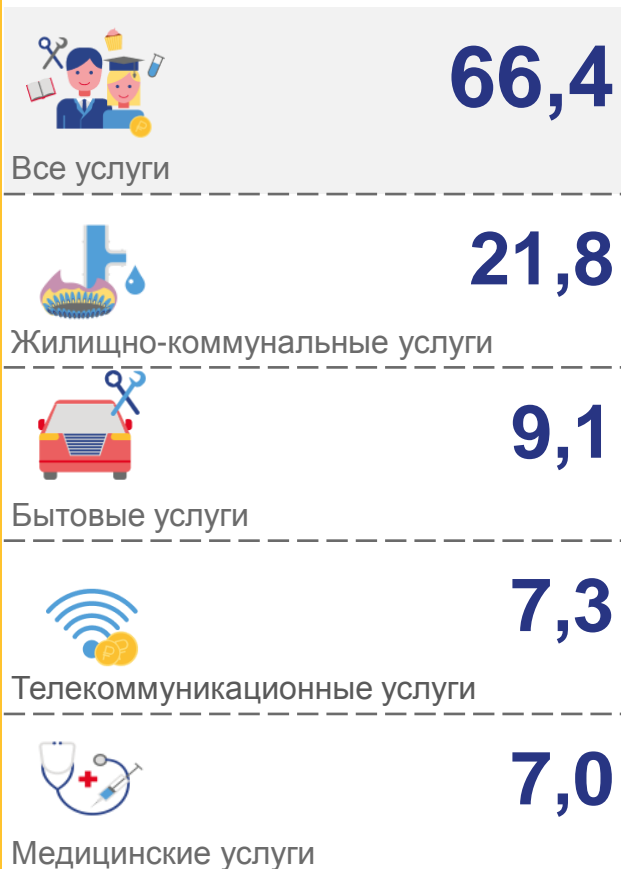 66,4
Все услуги
21,8
Жилищно-коммунальные услуги
9,1
Бытовые услуги
7,3
Телекоммуникационные услуги
7,0
Медицинские услуги